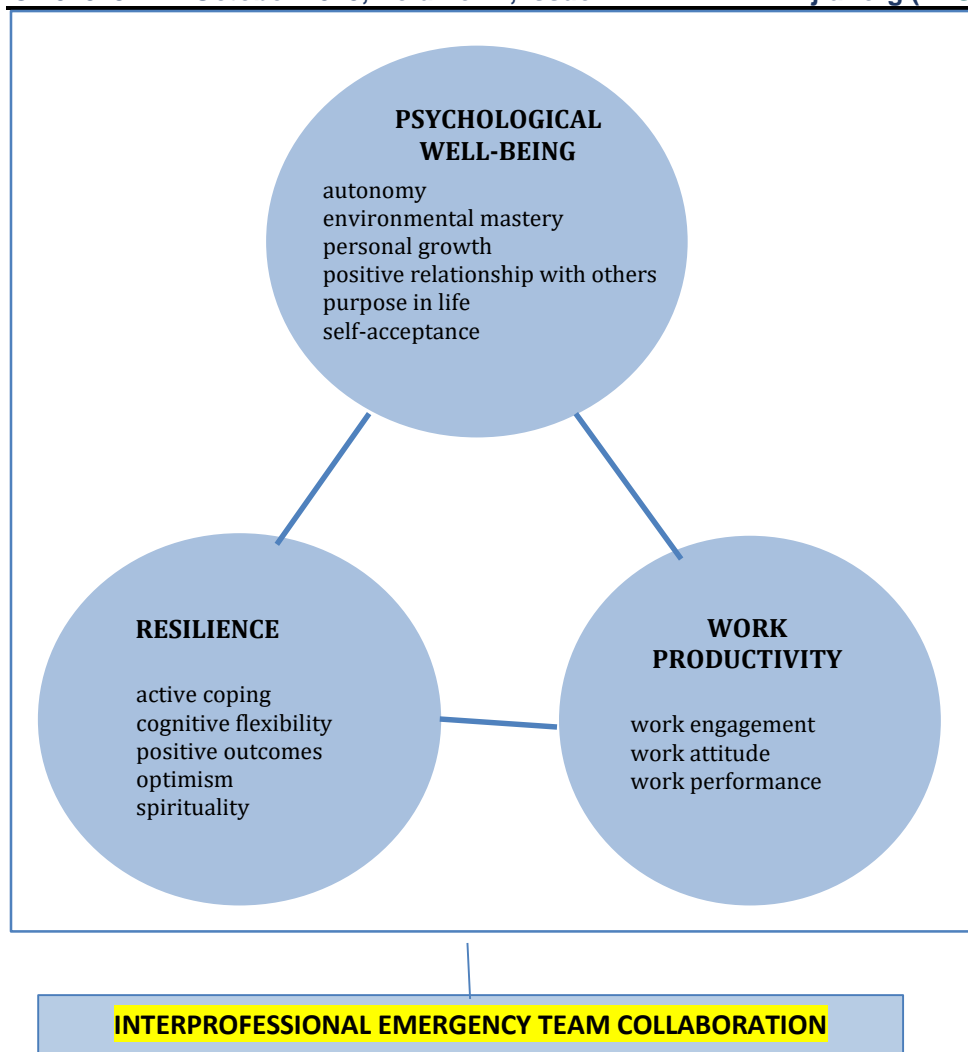 PSYCHOLOGICAL
WELL-BEING
autonomy
environmental mastery
personal growth
positive relationship with others
purpose in life
self-acceptance
RESILIENCE
active coping
cognitive flexibility
positive outcomes
optimism
spirituality
WORK
PRODUCTIVITY
work engagement
work attitude
work performance
INTERPROFESSIONAL EMERGENCY TEAM COLLABORATION